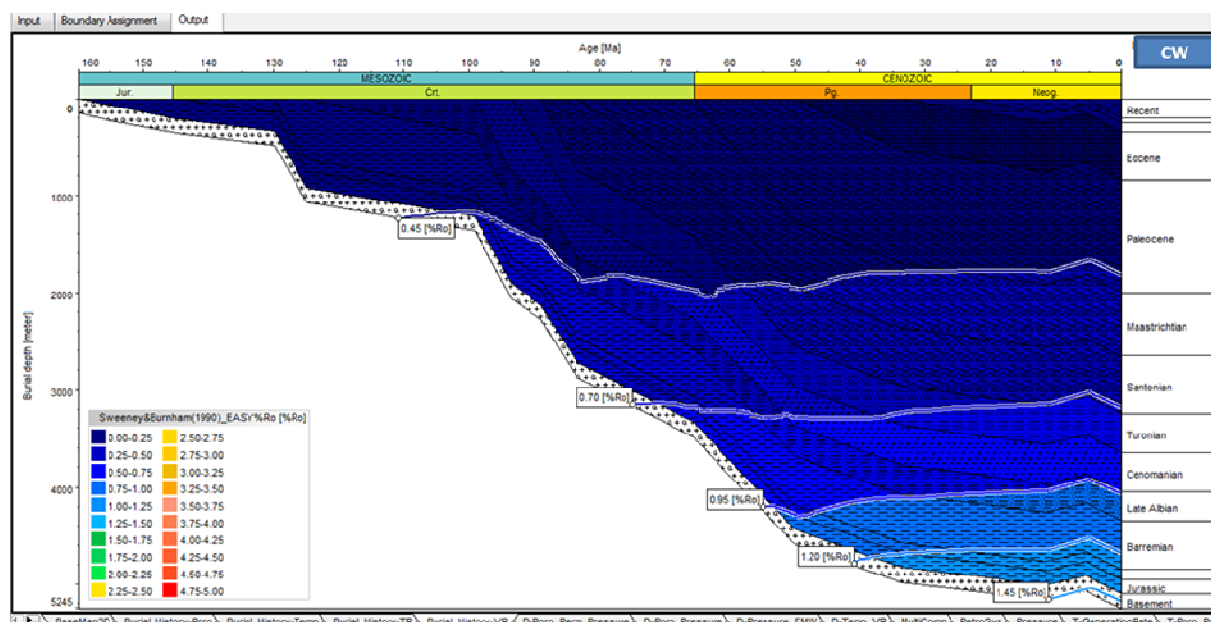 Input Boundary Assignment Output
Age [Ma]
CW
160 150 140 130 120 110 100 90 80 70 60 50 40 30 20 10 0
MESOZOIC CENOZOIC
Jur. Crt. Pg. Neog.
0
1000
2000
3000
4000
5245
Burial depth [meter]
Recent
Eocene
Paleocene
Maastrichtian
Santonian
Turonian
Cenomanian
Late Albian
Barremian
Jurassic
Basement
0.45 [%Ro]
0.70 [%Ro]
0.95 [%Ro]
1.20 [%Ro]
1.45 [%Ro]
Sweeney&Burnham(1990)_EASY%Ro [%Ro]
0.00-0.25 2.50-2.75
0.25-0.50 2.75-3.00
0.50-0.75 3.00-3.25
0.75-1.00 3.25-3.50
1.00-1.25 3.50-3.75
1.25-1.50 3.75-4.00
1.50-1.75 4.00-4.25
1.75-2.00 4.25-4.50
2.00-2.25 4.50-4.75
2.25-2.50 4.75-5.00